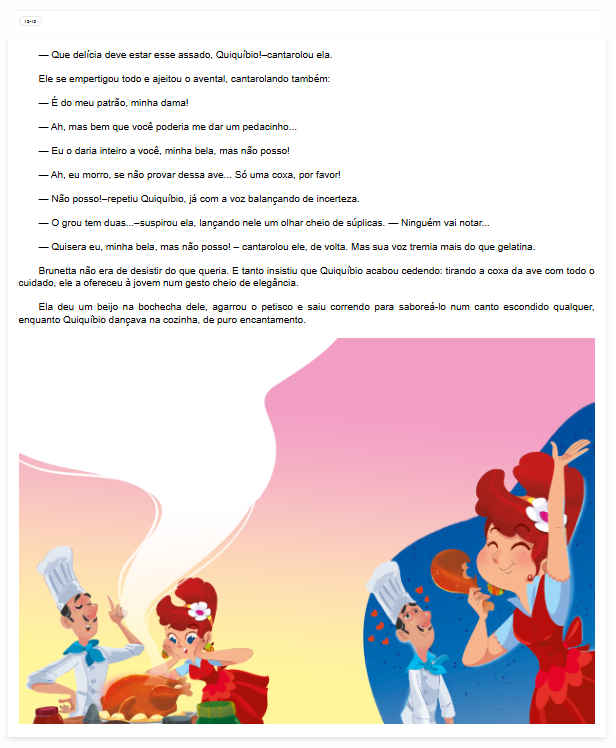 12-13
— Que delícia deve estar esse assado, Quiquíbio!–cantarolou ela.
Ele se empertigou todo e ajeitou o avental, cantarolando também:
— É do meu patrão, minha dama!
— Ah, mas bem que você poderia me dar um pedacinho...
— Eu o daria inteiro a você, minha bela, mas não posso!
— Ah, eu morro, se não provar dessa ave... Só uma coxa, por favor!
— Não posso!–repetiu Quiquíbio, já com a voz balançando de incerteza.
— O grou tem duas...–suspirou ela, lançando nele um olhar cheio de súplicas. — Ninguém vai notar...
— Quisera eu, minha bela, mas não posso! – cantarolou ele, de volta. Mas sua voz tremia mais do que gelatina.
Brunetta não era de desistir do que queria. E tanto insistiu que Quiquíbio acabou cedendo: tirando a coxa da ave com todo o
cuidado, ele a ofereceu à jovem num gesto cheio de elegância.
Ela deu um beijo na bochecha dele, agarrou o petisco e saiu correndo para saboreá-lo num canto escondido qualquer,
enquanto Quiquíbio dançava na cozinha, de puro encantamento.